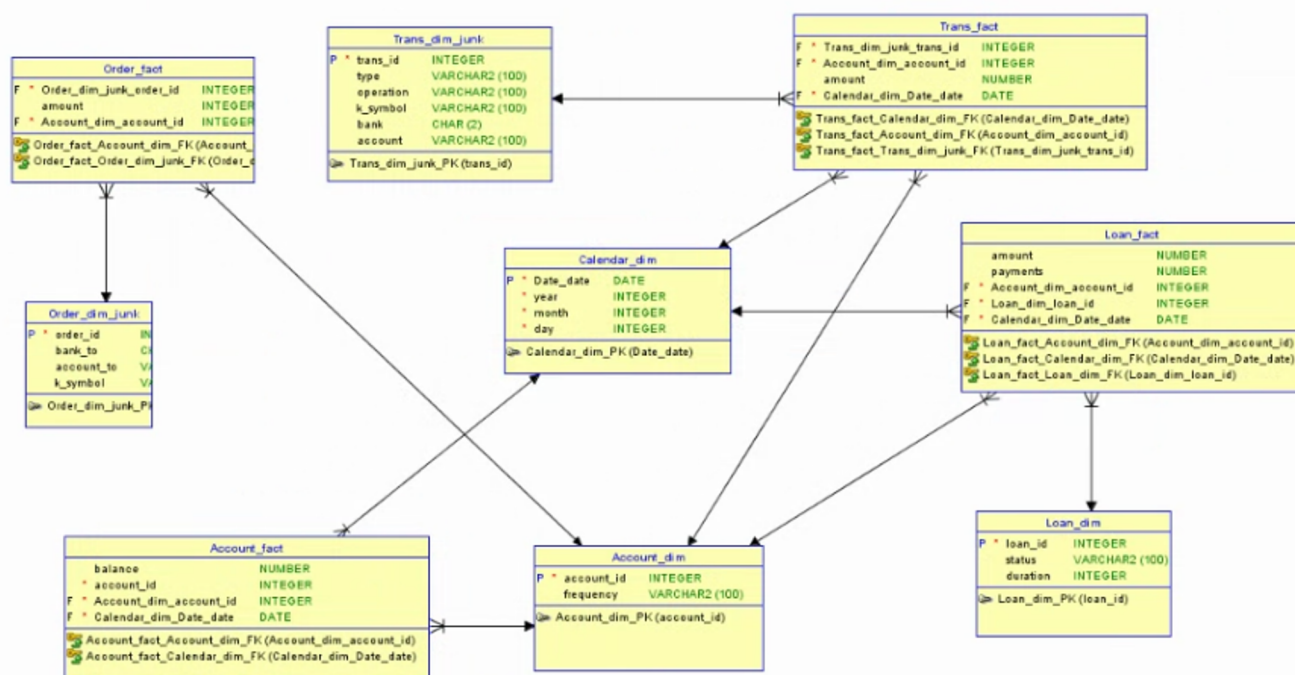 Order_fact
F * Order_dim_junk_order_id INTEGER
amount INTEGER
F * Account_dim_account_id INTEGER
Order_fact_Account_dim_FK (Account_
Order_fact_Order_dim_junk_FK (Order_
Trans_dim_junk
P * trans_id INTEGER
type VARCHAR2 (100)
operation VARCHAR2 (100)
k_symbol VARCHAR2 (100)
bank CHAR (2)
account VARCHAR2 (100)
Trans_dim_junk_PK (trans_id)
Trans_fact
F * Trans_dim_junk_trans_id INTEGER
F * Account_dim_account_id INTEGER
amount NUMBER
F * Calendar_dim_Date_date DATE
Trans_fact_Calendar_dim_FK (Calendar_dim_Date_date)
Trans_fact_Account_dim_FK (Account_dim_account_id)
Trans_fact_Trans_dim_junk_FK (Trans_dim_junk_trans_id)
Calendar_dim
P * Date_date DATE
* year INTEGER
* month INTEGER
* day INTEGER
Calendar_dim_PK (Date_date)
Loan_fact
amount NUMBER
payments NUMBER
F * Account_dim_account_id INTEGER
F * Loan_dim_loan_id INTEGER
F * Calendar_dim_Date_date DATE
Loan_fact_Account_dim_FK (Account_dim_account_id)
Loan_fact_Calendar_dim_FK (Calendar_dim_Date_date)
Loan_fact_Loan_dim_FK (Loan_dim_loan_id)
Order_dim_junk
P * order_id IN
bank_to
account_to
k_symbol
Order_dim_junk_P
Account_fact
balance NUMBER
* account_id INTEGER
F * Account_dim_account_id INTEGER
F * Calendar_dim_Date_date DATE
Account_fact_Account_dim_FK (Account_dim_account_id)
Account_fact_Calendar_dim_FK (Calendar_dim_Date_date)
Account_dim
P * account_id INTEGER
frequency VARCHAR2 (100)
Account_dim_PK (account_id)
Loan_dim
P * loan_id INTEGER
status VARCHAR2 (100)
duration INTEGER
Loan_dim_PK (loan_id)